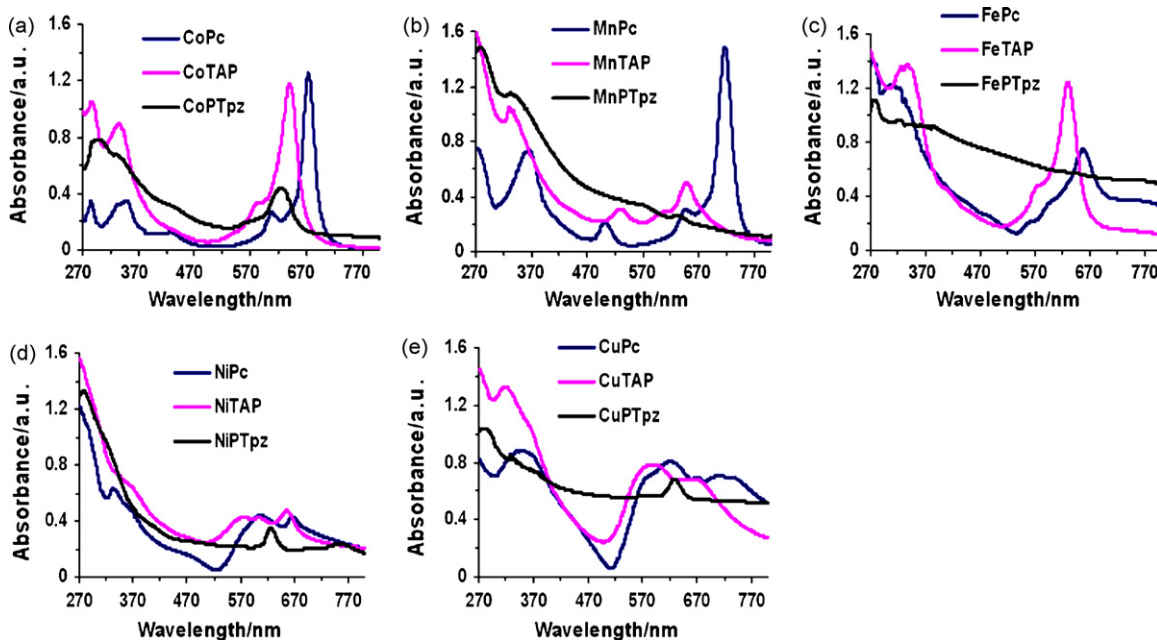 (a)
1.6
1.2
0.8
0.4
0
Absorbance/a.u.
CoPc
CoTAP
CoPTpz
270 370 470 570 670 770
Wavelength/nm
(b)
1.6
1.2
0.8
0.4
0
Absorbance/a.u.
MnPc
MnTAP
MnPTpz
270 370 470 570 670 770
Wavelength/nm
(c)
1.6
1.2
0.8
0.4
0
Absorbance/a.u.
FePc
FeTAP
FePTpz
270 370 470 570 670 770
Wavelength/nm
(d)
1.6
1.2
0.8
0.4
0
Absorbance/a.u.
NiPc
NiTAP
NiPTpz
270 370 470 570 670 770
Wavelength/nm
(e)
1.6
1.2
0.8
0.4
0
Absorbance/a.u.
CuPc
CuTAP
CuPTpz
270 370 470 570 670 770
Wavelength/nm